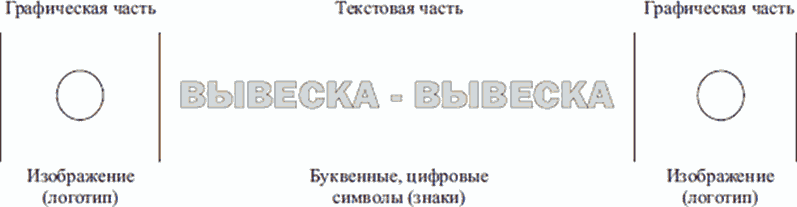 Графическая часть
Текстовая часть
Графическая часть
ВЫВЕСКА - ВЫВЕСКА
Изображение
(логотип)
Буквенные, цифровые
символы (знаки)
Изображение
(логотип)